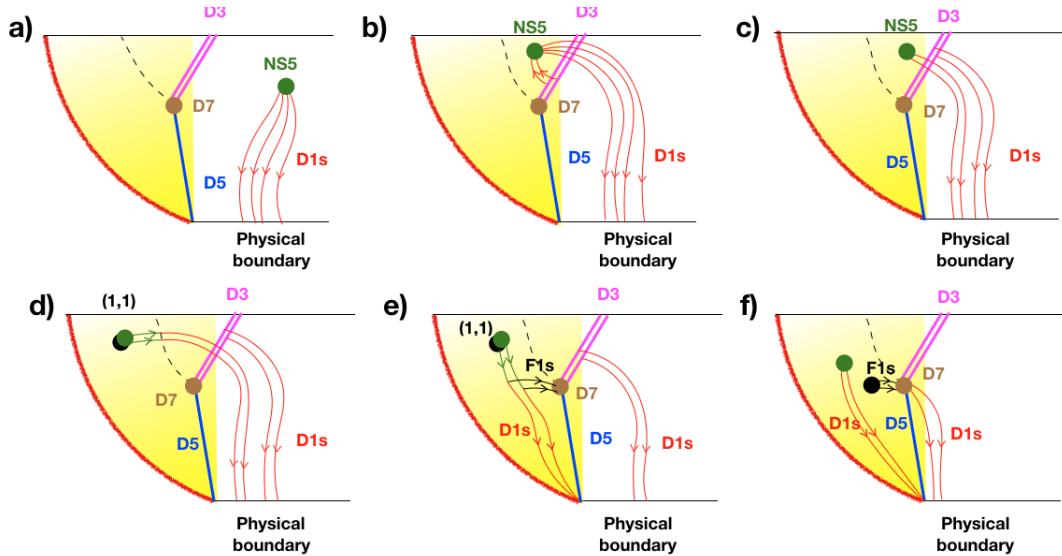 a)
D3
NS5
D7
D5
D1s
Physical
boundary
b)
D3
NS5
D7
D5
D1s
Physical
boundary
c)
D3
NS5
D7
D5
D1s
Physical
boundary
d)
(1,1)
D3
D7
D5
D1s
Physical
boundary
e)
(1,1)
D3
F1s
D7
D1s
D5
D1s
Physical
boundary
f)
D3
F1s
D7
D1s
D5
D1s
Physical
boundary